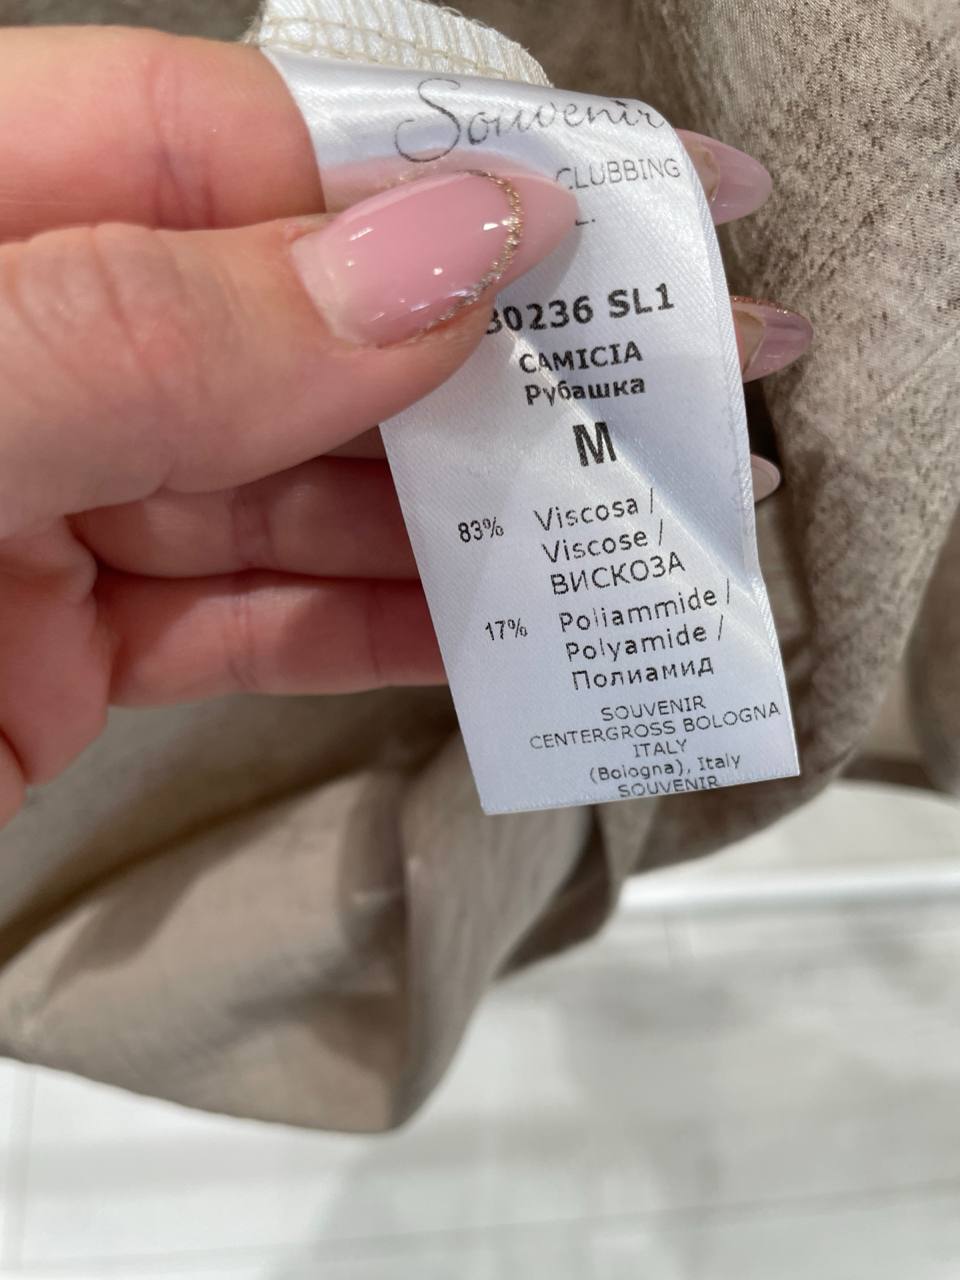 Souvenir
CLUBBING
30236 SL1
CAMICIA
Рубашка
M
83% Viscosa /
Viscose /
ВИСКОЗА
17% Poliammide /
Polyamide /
Полиамид
SOUVENIR
CENTERGROSS BOLOGNA
ITALY
(Bologna), Italy
SOUVENIR